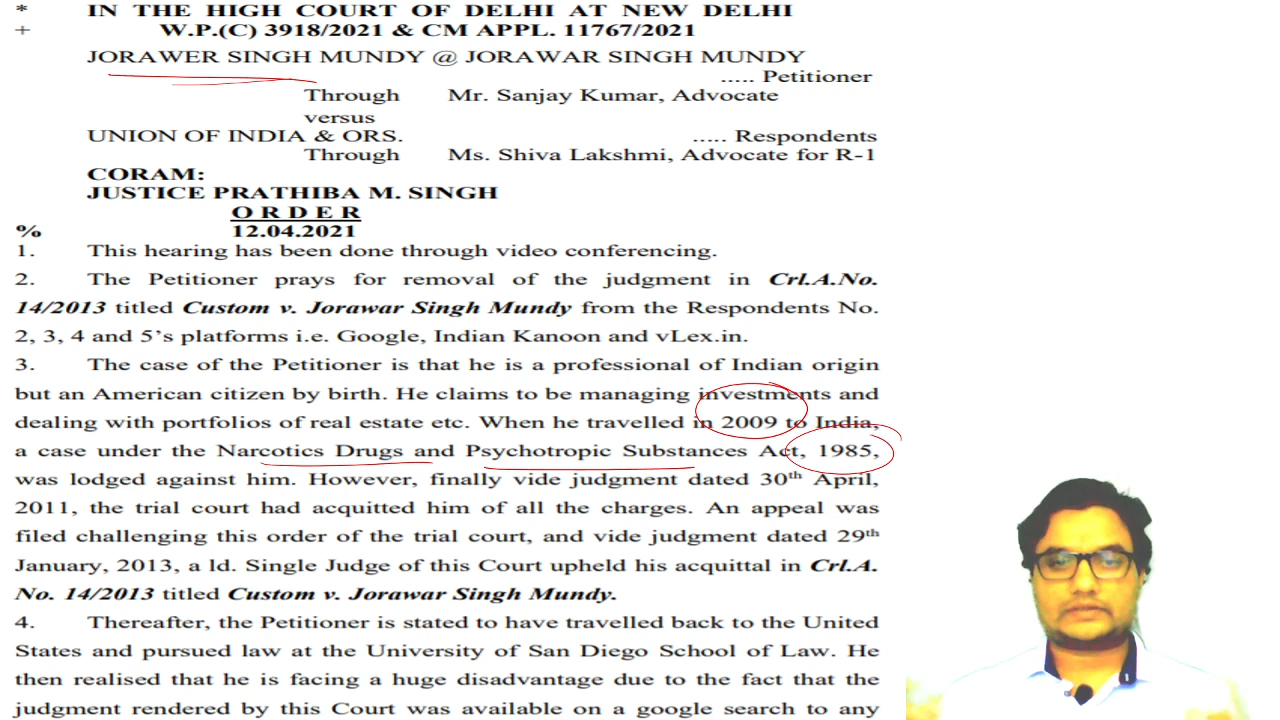 * IN THE HIGH COURT OF DELHI AT NEW DELHI
+ W.P.(C) 3918/2021 & CM APPL. 11767/2021
JORAWER SINGH MUNDY @ JORAWAR SINGH MUNDY
..... Petitioner
Through Mr. Sanjay Kumar, Advocate
versus
UNION OF INDIA & ORS. ..... Respondents
Through Ms. Shiva Lakshmi, Advocate for R-1
CORAM:
JUSTICE PRATHIBA M. SINGH
O R D E R
% 12.04.2021
1. This hearing has been done through video conferencing.
2. The Petitioner prays for removal of the judgment in Crl.A.No.
14/2013 titled Custom v. Jorawar Singh Mundy from the Respondents No.
2, 3, 4 and 5's platforms i.e. Google, Indian Kanoon and vLex.in.
3. The case of the Petitioner is that he is a professional of Indian origin
but an American citizen by birth. He claims to be managing investments and
dealing with portfolios of real estate etc. When he travelled in 2009 to India,
a case under the Narcotics Drugs and Psychotropic Substances Act, 1985,
was lodged against him. However, finally vide judgment dated 30th April,
2011, the trial court had acquitted him of all the charges. An appeal was
filed challenging this order of the trial court, and vide judgment dated 29th
January, 2013, a ld. Single Judge of this Court upheld his acquittal in Crl.A.
No. 14/2013 titled Custom v. Jorawar Singh Mundy.
4. Thereafter, the Petitioner is stated to have travelled back to the United
States and pursued law at the University of San Diego School of Law. He
then realised that he is facing a huge disadvantage due to the fact that the
judgment rendered by this Court was available on a google search to any